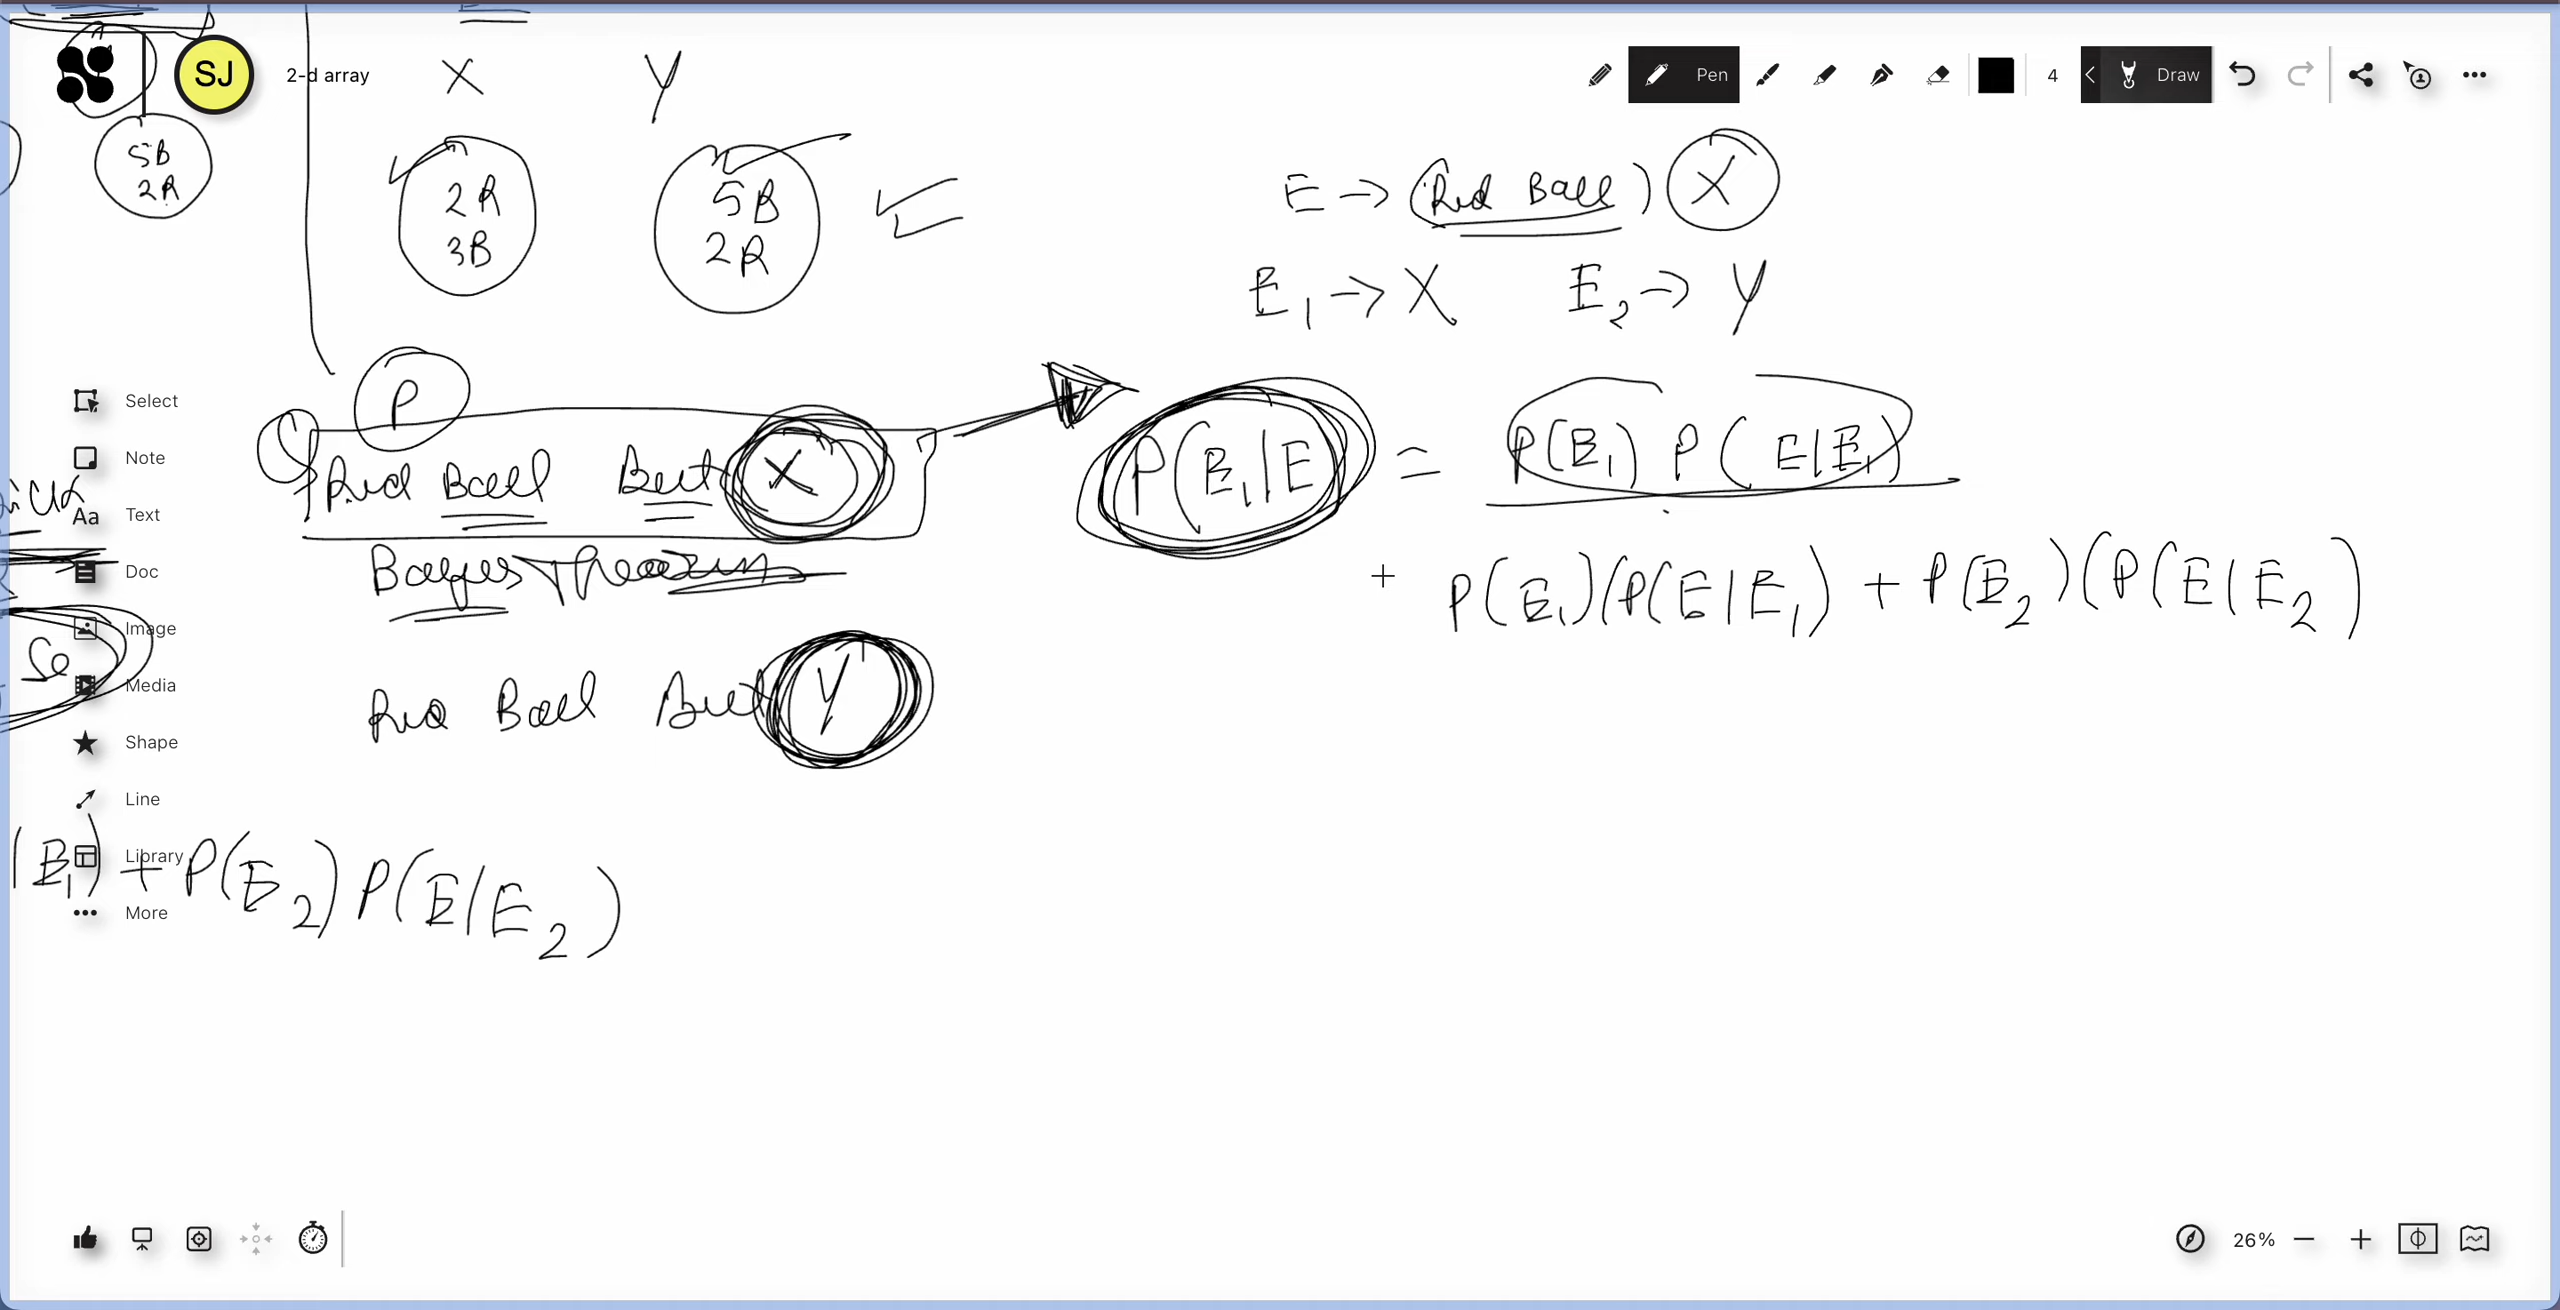 SJ
2-d array
X Y
Pen
4
Draw
5B
2R
2R
3B
5B
2R
E → (Red Ball) X
E1 → X E2 → Y
P
Select
Note
Text
Doc
Image
Media
Shape
Line
Library
More
Red Ball But X
P(E1|E) = P(E1) P(E|E1)
P(E1)(P(E|E1) + P(E2)(P(E|E2)
Bayes Theorem
Se
Red Ball But Y
|E1) + P(E2) P(E|E2)
26%